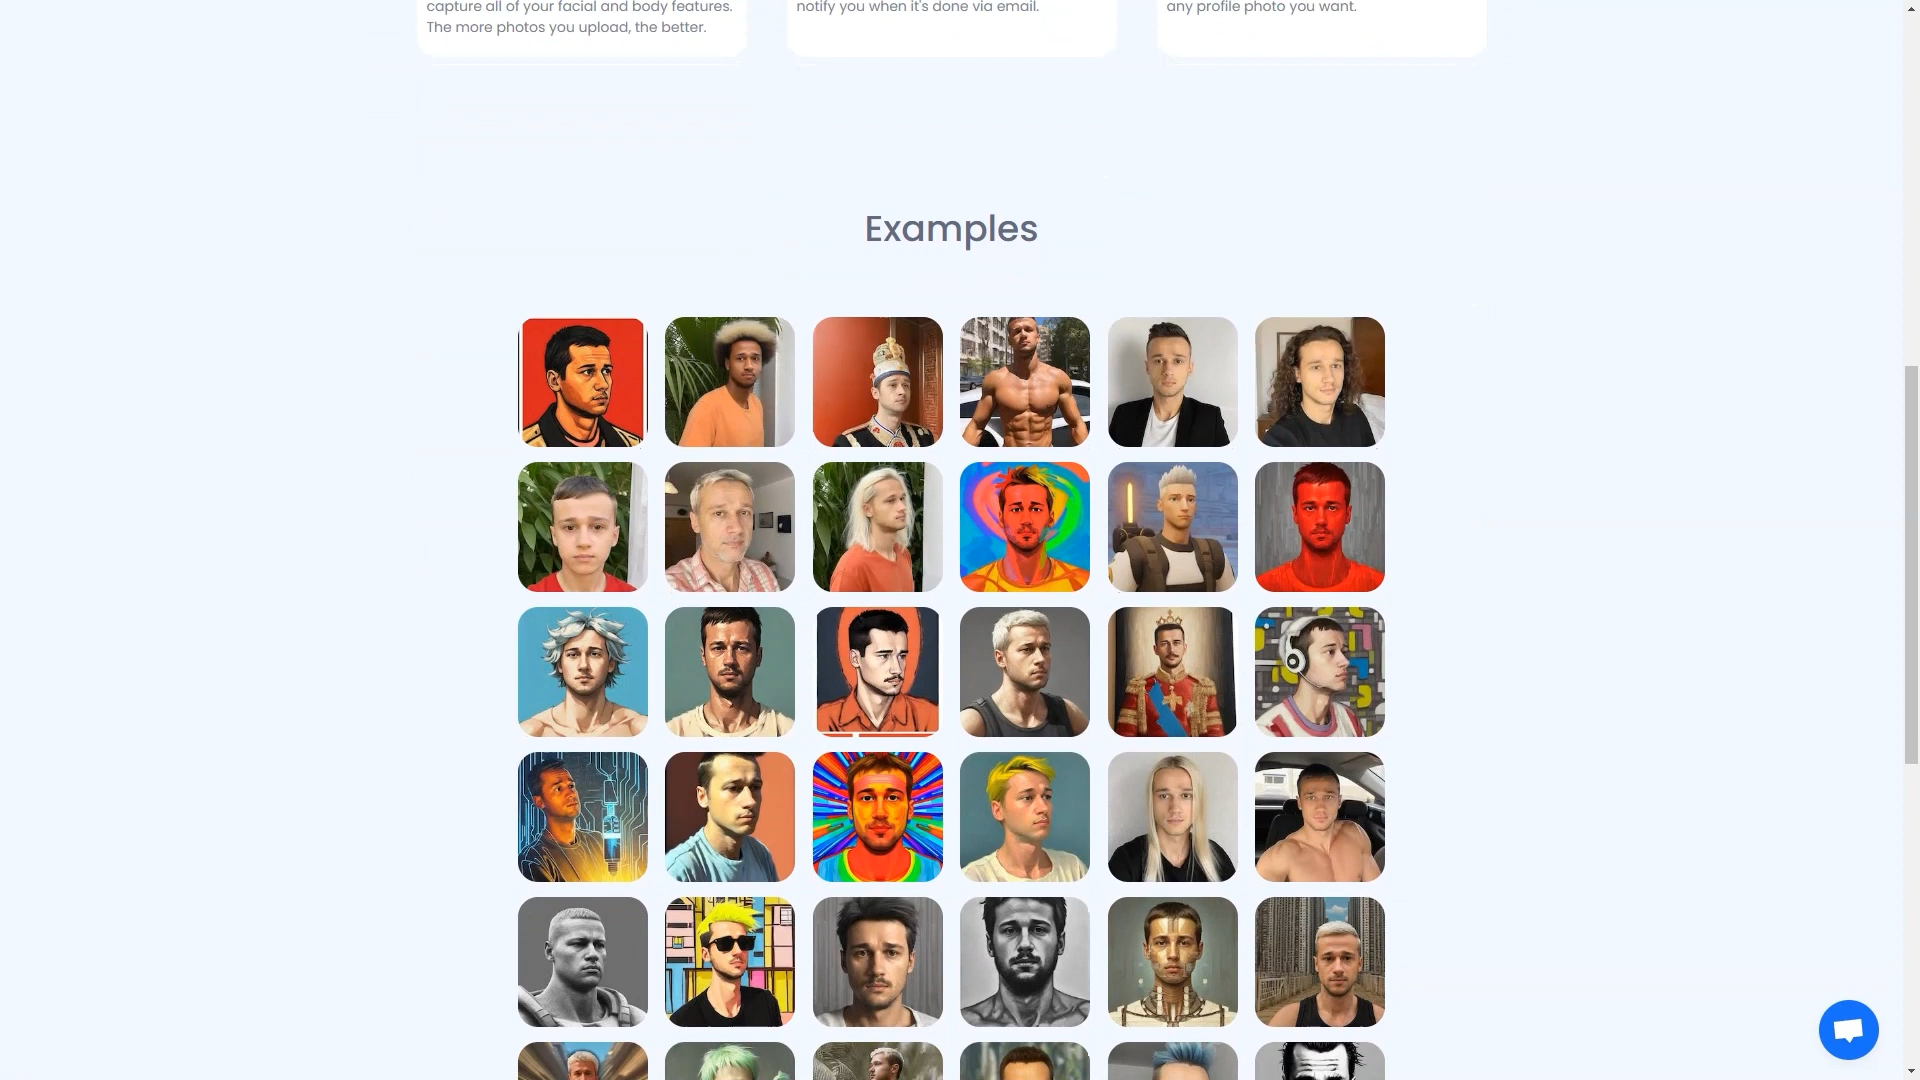 capture all of your facial and body features.
The more photos you upload, the better.
notify you when it's done via email.
any profile photo you want.
Examples